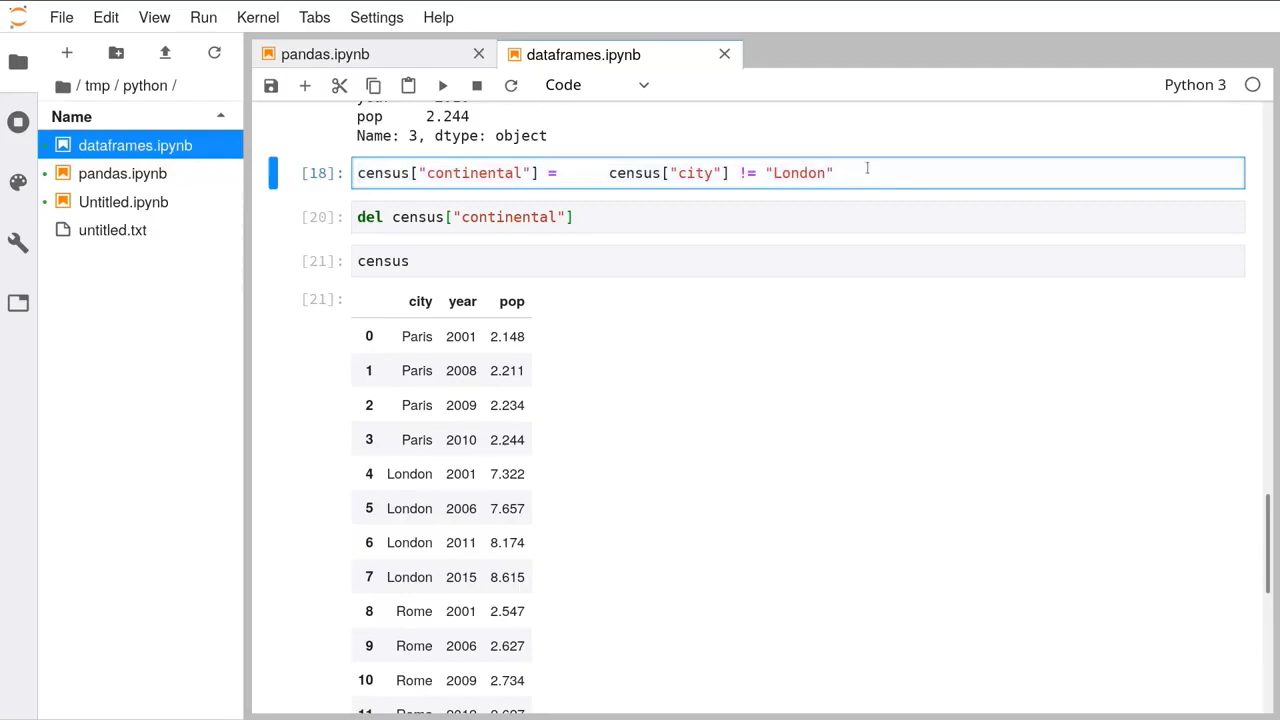 File Edit View Run Kernel Tabs Settings Help
pandas.ipynb
dataframes.ipynb
/ tmp / python /
Code
Python 3
Name
dataframes.ipynb
pandas.ipynb
Untitled.ipynb
untitled.txt
pop 2.244
Name: 3, dtype: object
[18]: census["continental"] = census["city"] != "London"
[20]: del census["continental"]
[21]: census
[21]:
city year pop
0 Paris 2001 2.148
1 Paris 2008 2.211
2 Paris 2009 2.234
3 Paris 2010 2.244
4 London 2001 7.322
5 London 2006 7.657
6 London 2011 8.174
7 London 2015 8.615
8 Rome 2001 2.547
9 Rome 2006 2.627
10 Rome 2009 2.734